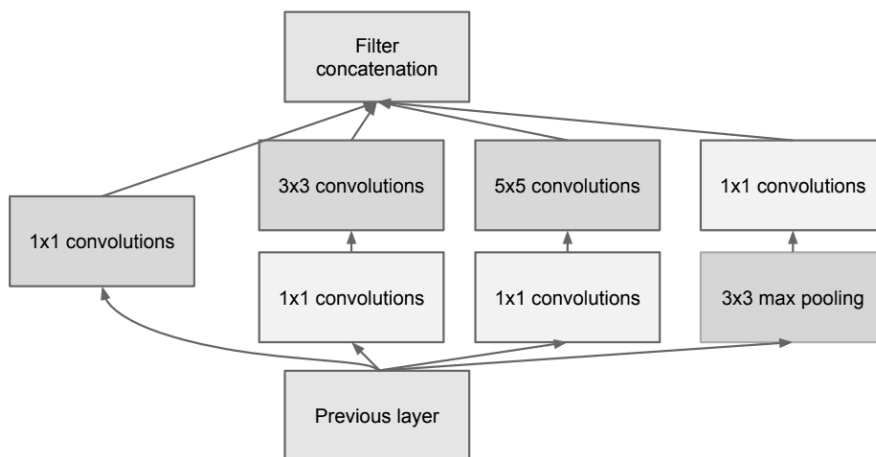 Filter
concatenation
3x3 convolutions
5x5 convolutions
1x1 convolutions
1x1 convolutions
1x1 convolutions
1x1 convolutions
3x3 max pooling
Previous layer